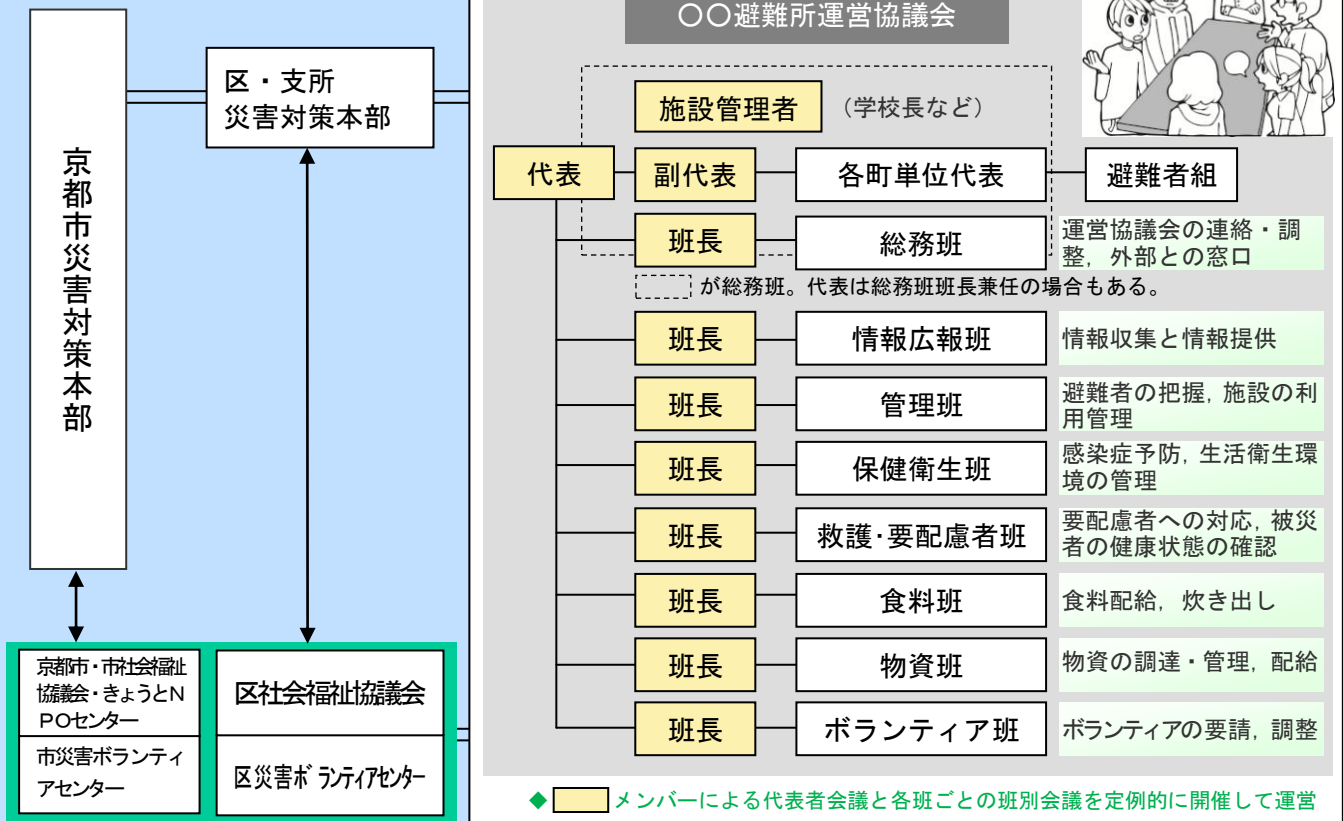 京都市災害対策本部
区・支所
災害対策本部
京都市・市社会福祉
協議会・きょうとN
POセンター
市災害ボランティ
アセンター
区社会福祉協議会
区災害ボランティアセンター
〇〇避難所運営協議会
施設管理者 （学校長など）
代表 副代表 各町単位代表 避難者組
班長 総務班 運営協議会の連絡・調
整，外部との窓口
が総務班。代表は総務班班長兼任の場合もある。
班長 情報広報班 情報収集と情報提供
班長 管理班 避難者の把握，施設の利
用管理
班長 保健衛生班 感染症予防，生活衛生環
境の管理
班長 救護・要配慮者班 要配慮者への対応，被災
者の健康状態の確認
班長 食料班 食料配給，炊き出し
班長 物資班 物資の調達・管理，配給
班長 ボランティア班 ボランティアの要請，調整
◆ メンバーによる代表者会議と各班ごとの班別会議を定例的に開催して運営